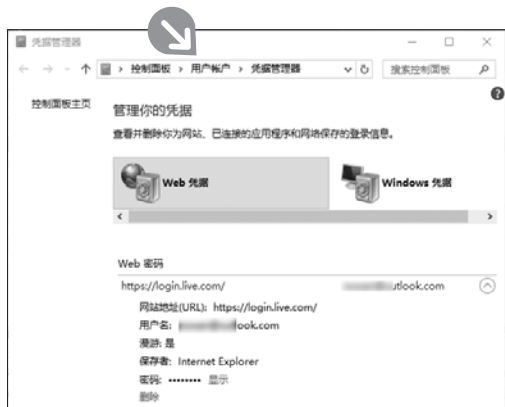 凭据管理器
控制面板 › 用户帐户 › 凭据管理器
搜索控制面板
控制面板主页
管理你的凭据
查看并删除你为网站、已连接的应用程序和网络保存的登录信息。
Web 凭据
Windows 凭据
Web 密码
https://login.live.com/ utlook.com
网站地址(URL): https://login.live.com/
用户名: ook.com
漫游: 是
保存者: Internet Explorer
密码: •••••••• 显示
删除